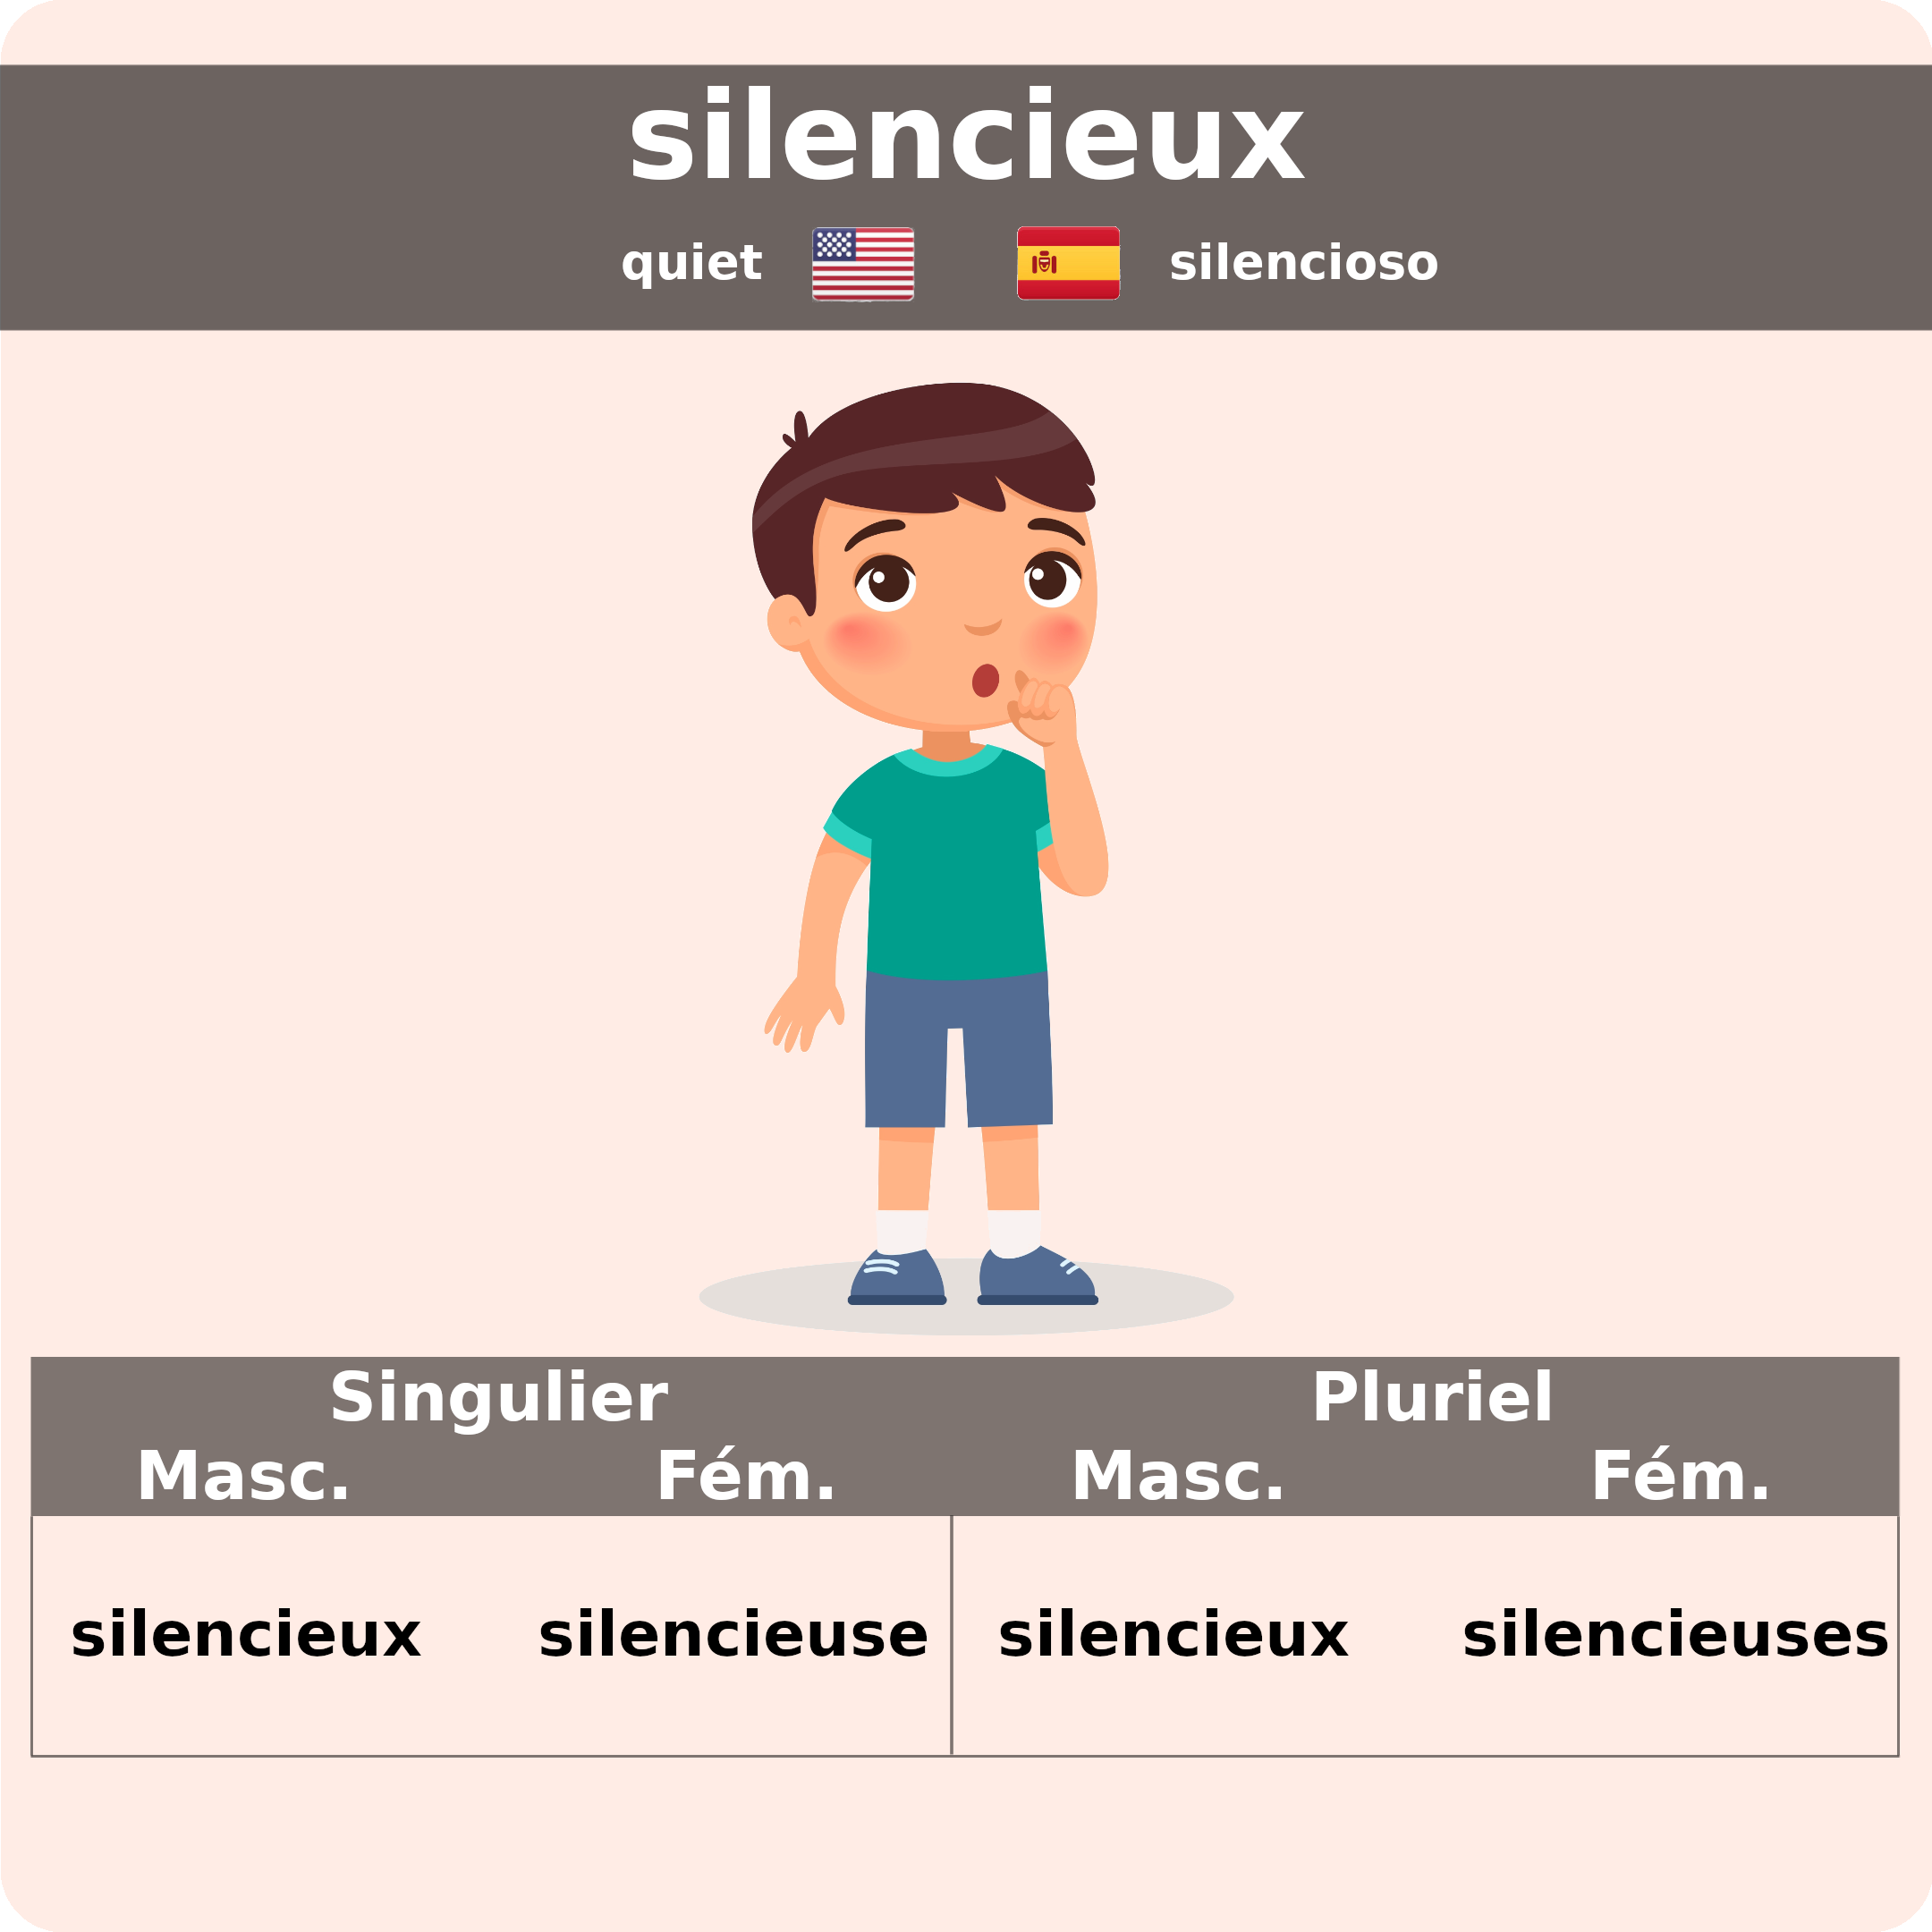 silencieux
quiet silencioso
Singulier Pluriel
Masc. Fém. Masc. Fém.
silencieux silencieuse silencieux silencieuses